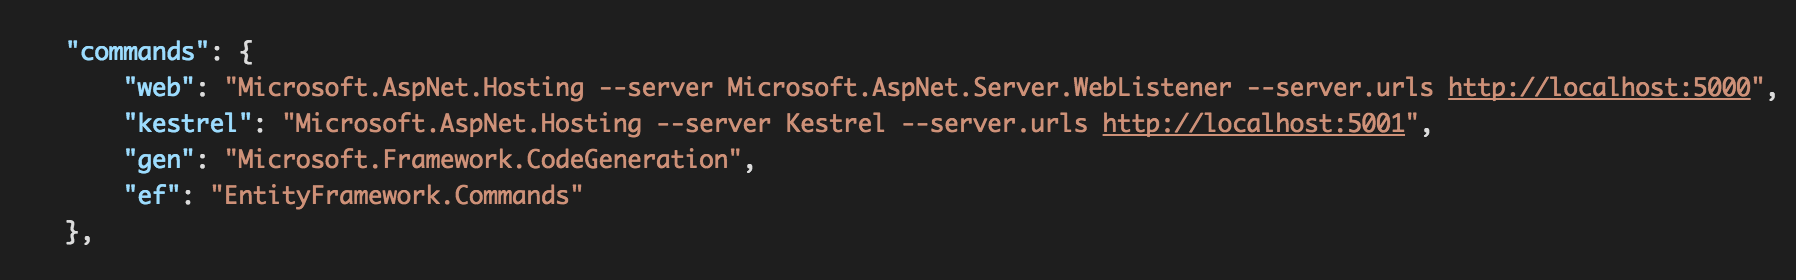 "commands": {
"web": "Microsoft.AspNet.Hosting --server Microsoft.AspNet.Server.WebListener --server.urls http://localhost:5000",
"kestrel": "Microsoft.AspNet.Hosting --server Kestrel --server.urls http://localhost:5001",
"gen": "Microsoft.Framework.CodeGeneration",
"ef": "EntityFramework.Commands"
},